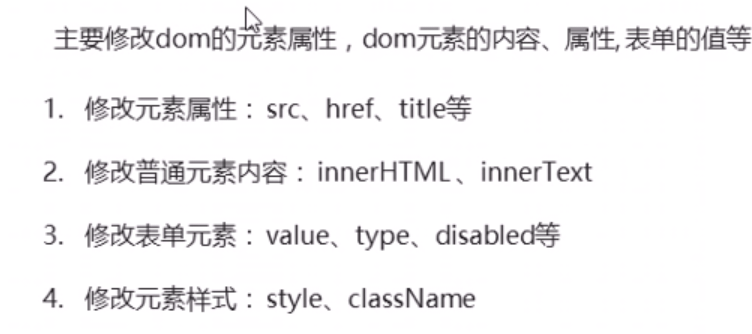 主要修改dom的元素属性，dom元素的内容、属性, 表单的值等
1. 修改元素属性：src、href、title等
2. 修改普通元素内容：innerHTML、innerText
3. 修改表单元素：value、type、disabled等
4. 修改元素样式：style、className